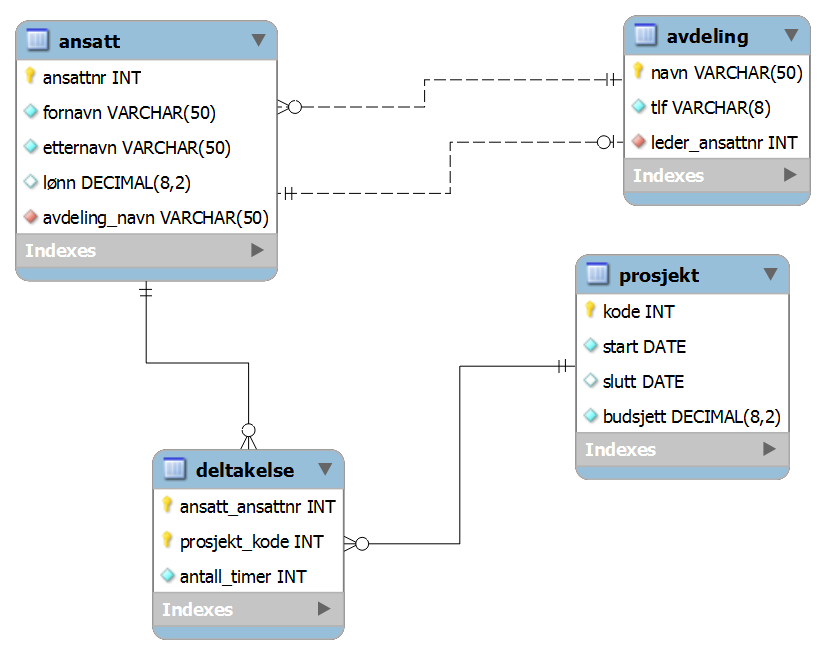 ansatt
ansattnr INT
fornavn VARCHAR(50)
etternavn VARCHAR(50)
lønn DECIMAL(8,2)
avdeling_navn VARCHAR(50)
Indexes
avdeling
navn VARCHAR(50)
tlf VARCHAR(8)
leder_ansattnr INT
Indexes
prosjekt
kode INT
start DATE
slutt DATE
budsjett DECIMAL(8,2)
Indexes
deltakelse
ansatt_ansattnr INT
prosjekt_kode INT
antall_timer INT
Indexes